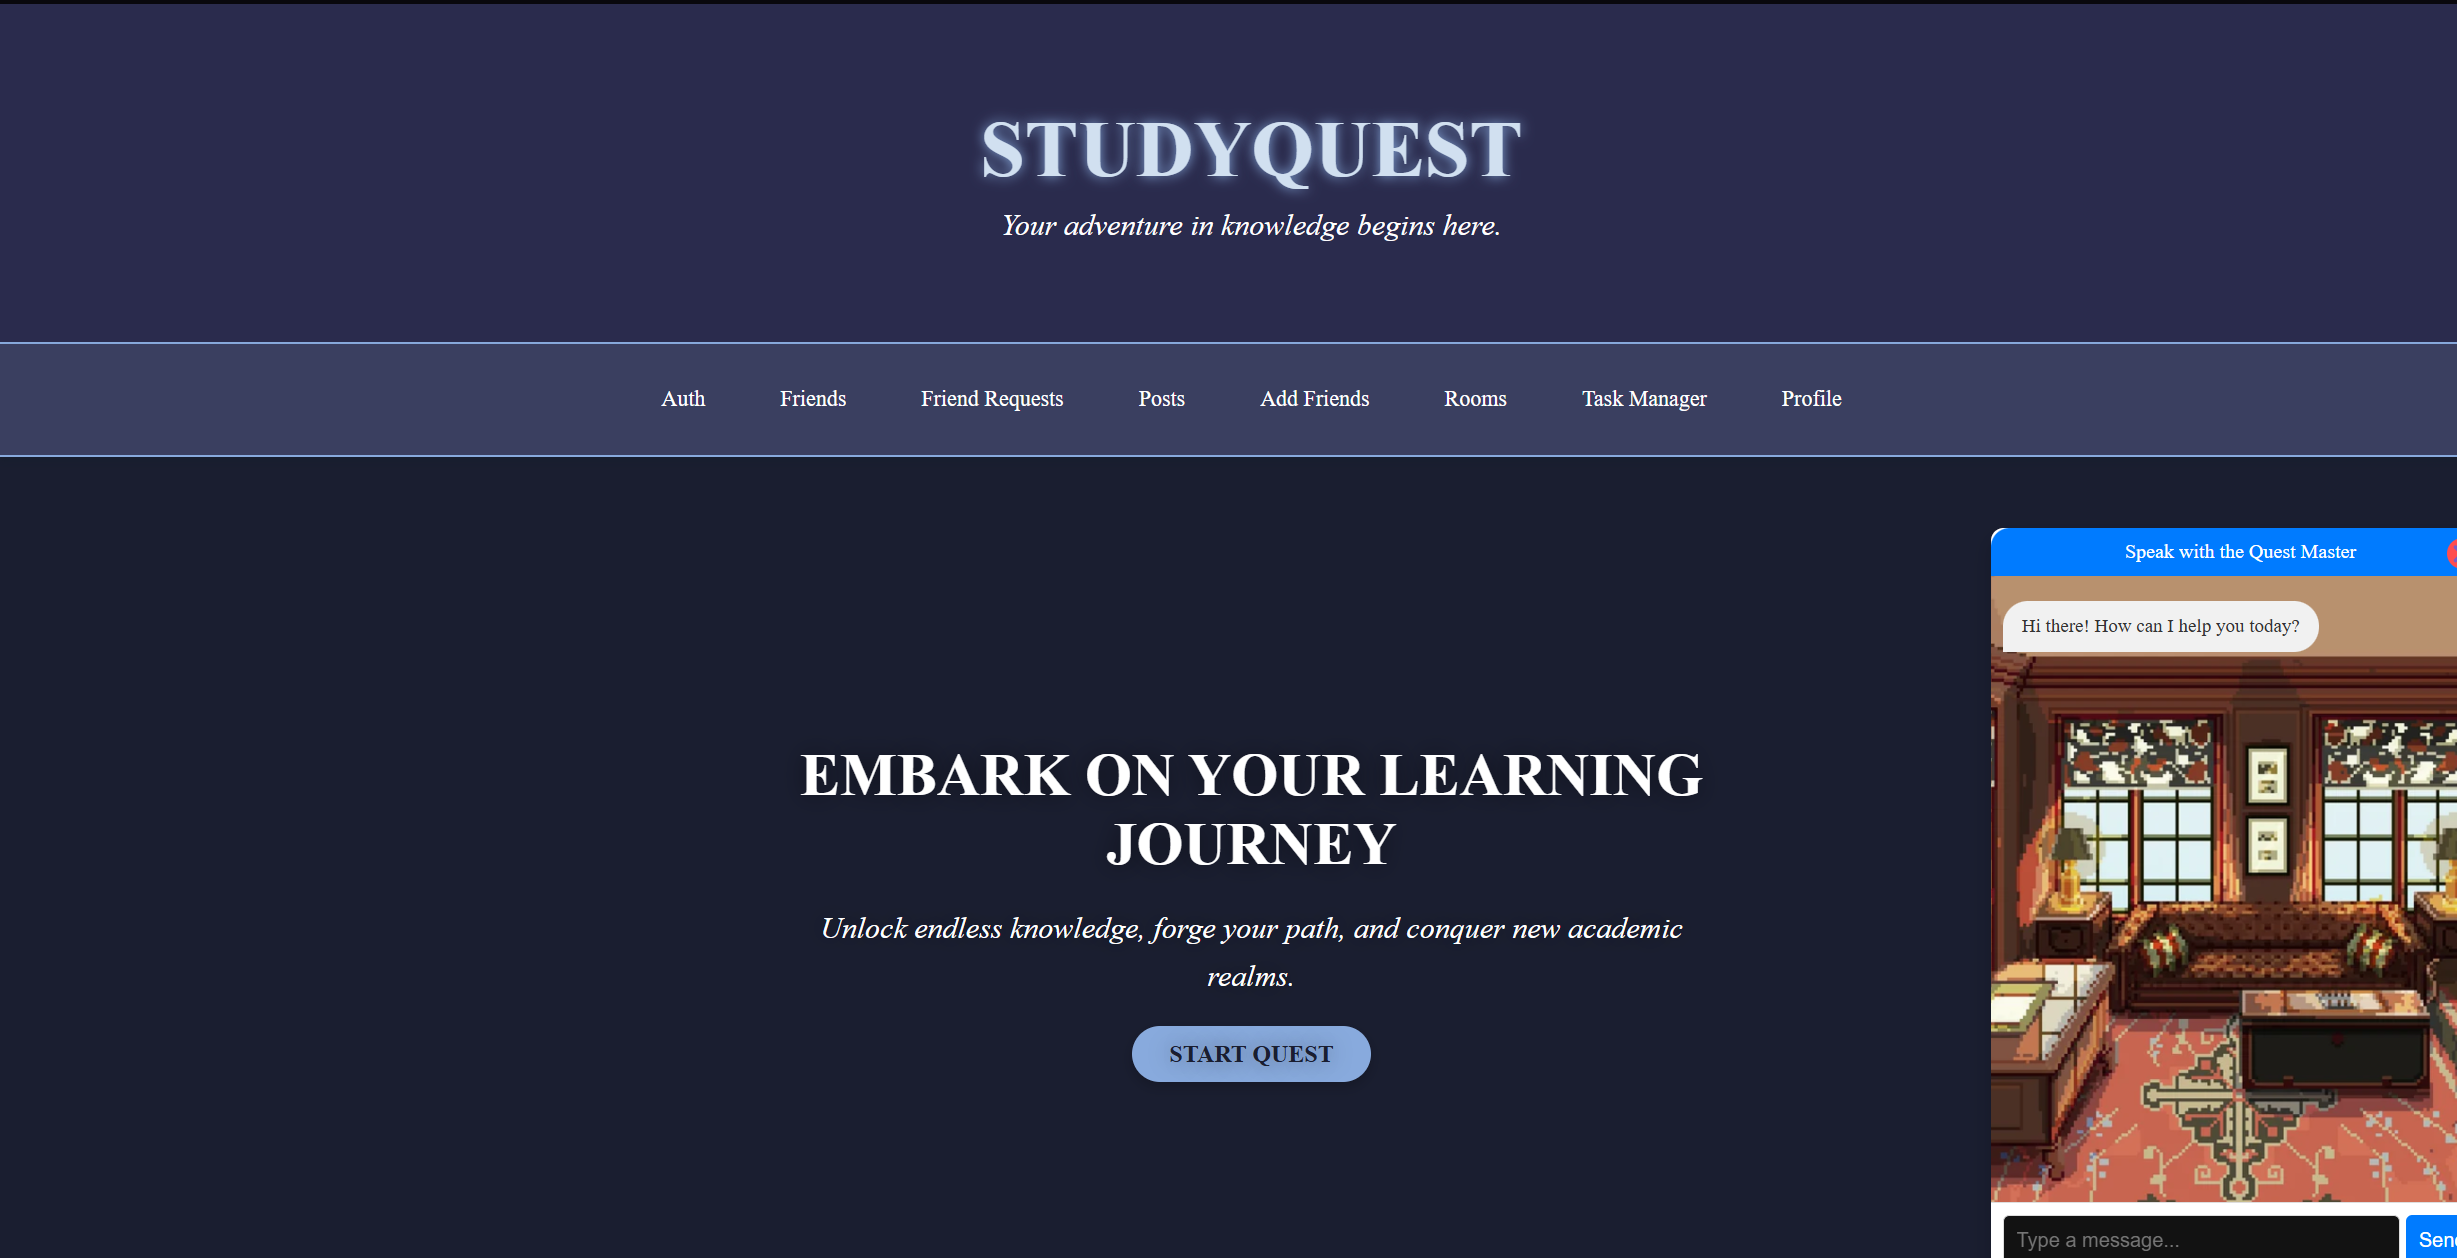 STUDYQUEST
Your adventure in knowledge begins here.
Auth Friends Friend Requests Posts Add Friends Rooms Task Manager Profile
Speak with the Quest Master
Hi there! How can I help you today?
EMBARK ON YOUR LEARNING
JOURNEY
Unlock endless knowledge, forge your path, and conquer new academic
realms.
START QUEST
Type a message...